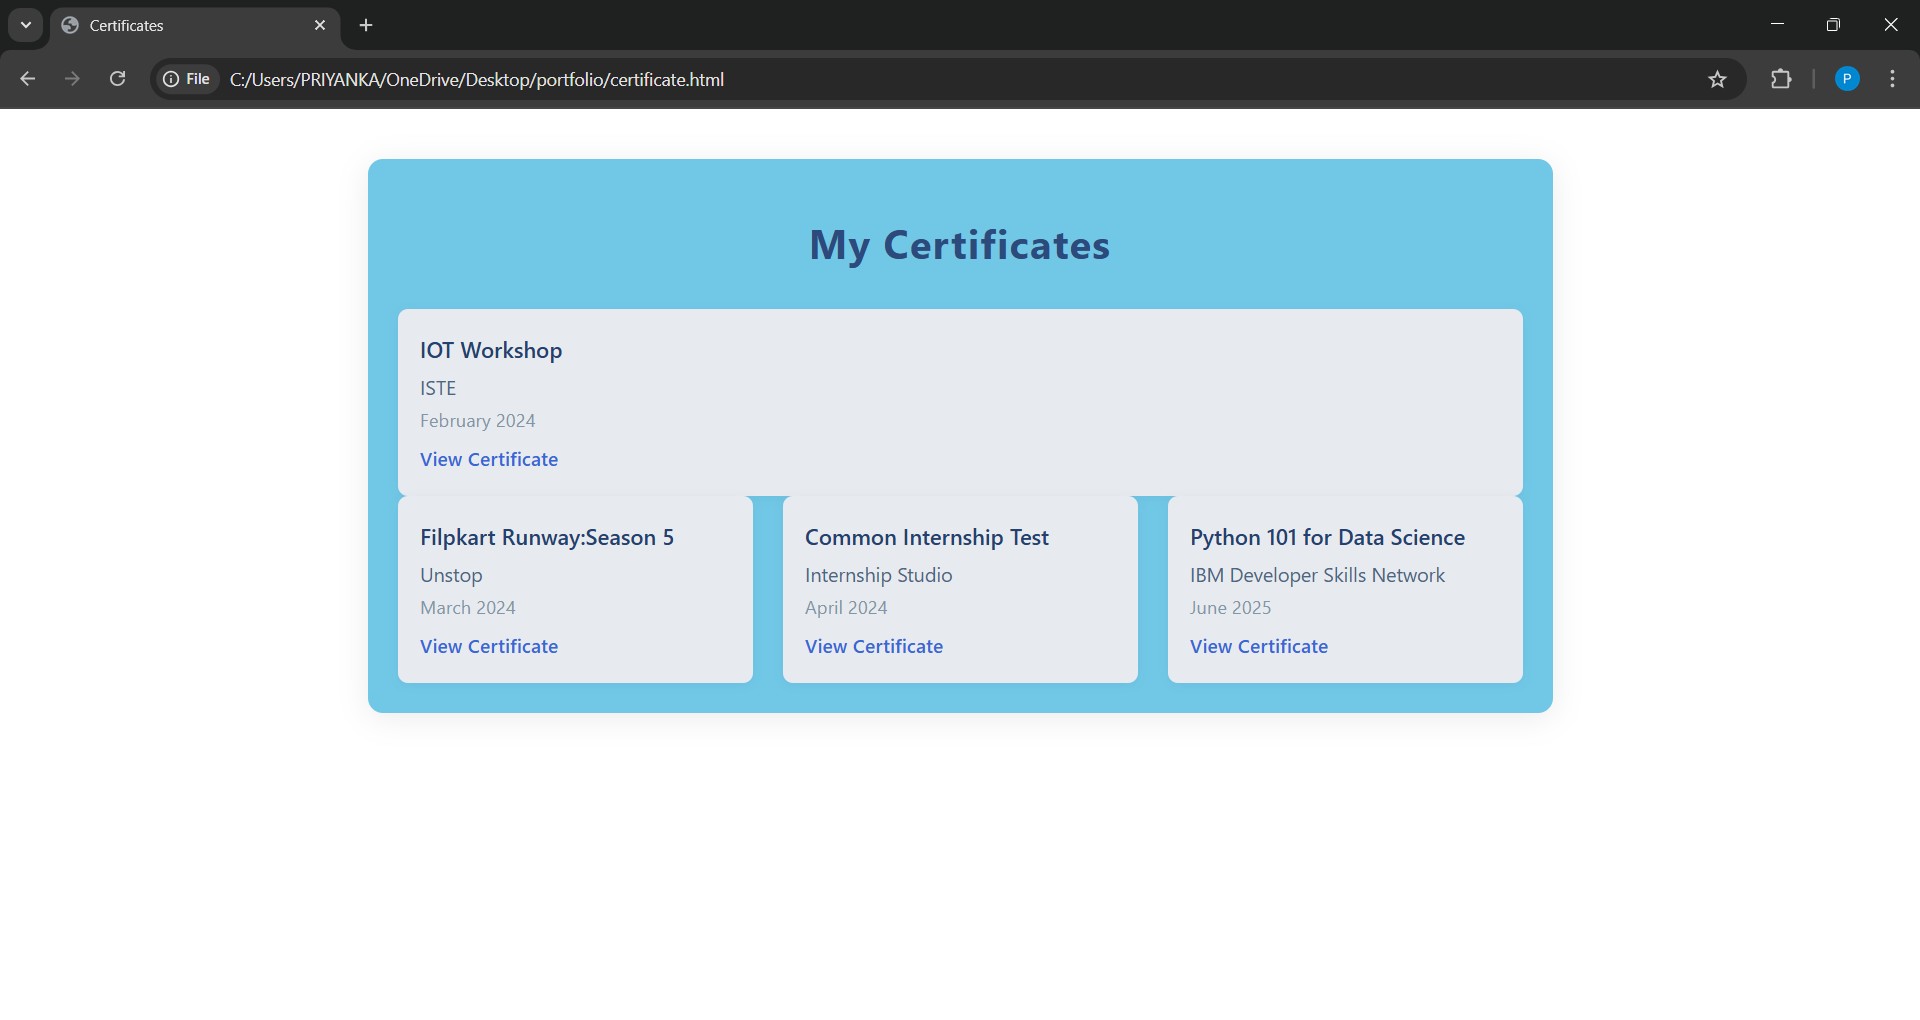 Certificates
File
C:/Users/PRIYANKA/OneDrive/Desktop/portfolio/certificate.html
P
My Certificates
IOT Workshop
ISTE
February 2024
View Certificate
Filpkart Runway:Season 5
Unstop
March 2024
View Certificate
Common Internship Test
Internship Studio
April 2024
View Certificate
Python 101 for Data Science
IBM Developer Skills Network
June 2025
View Certificate